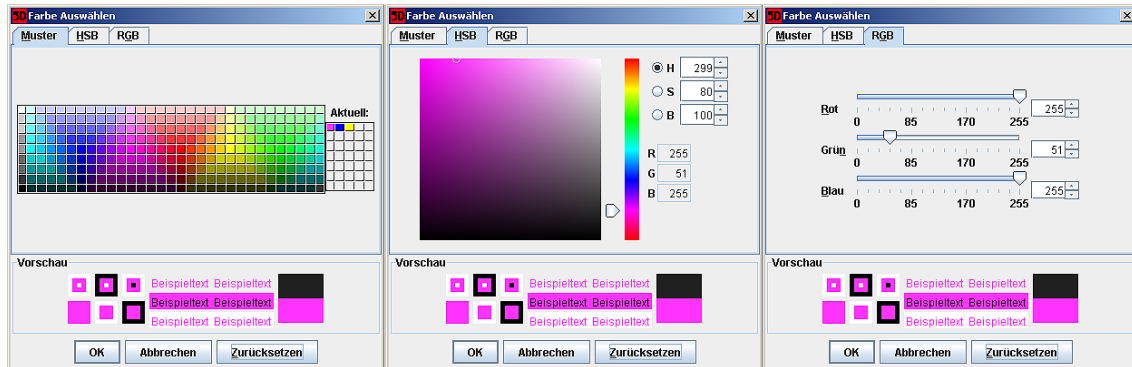 5D Farbe Auswählen
Muster HSB RGB
Aktuell:
Vorschau
Beispieltext Beispieltext
Beispieltext Beispieltext
Beispieltext Beispieltext
OK Abbrechen Zurücksetzen
5D Farbe Auswählen
Muster HSB RGB
H 299
S 80
B 100
R 255
G 51
B 255
Vorschau
Beispieltext Beispieltext
Beispieltext Beispieltext
Beispieltext Beispieltext
OK Abbrechen Zurücksetzen
5D Farbe Auswählen
Muster HSB RGB
Rot 255
0 85 170 255
Grün 51
0 85 170 255
Blau 255
0 85 170 255
Vorschau
Beispieltext Beispieltext
Beispieltext Beispieltext
Beispieltext Beispieltext
OK Abbrechen Zurücksetzen